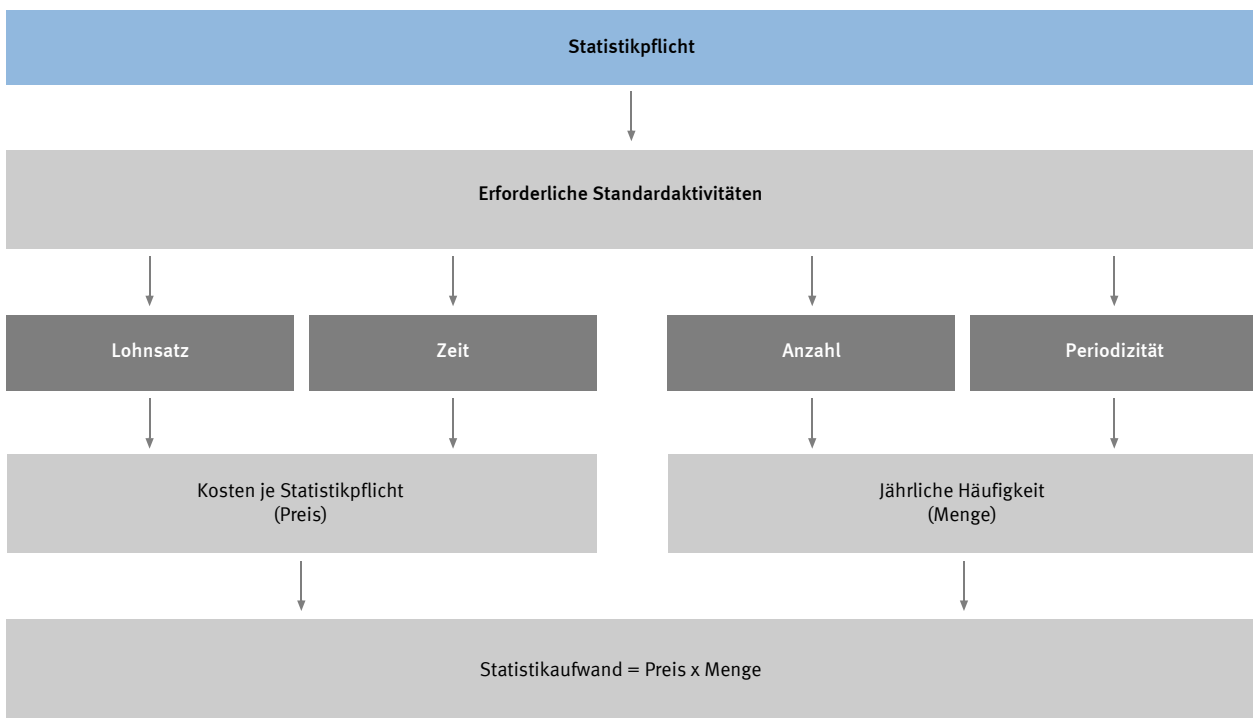 Statistikpflicht
Erforderliche Standardaktivitäten
Lohnsatz
Zeit
Anzahl
Periodizität
Kosten je Statistikpflicht
(Preis)
Jährliche Häufigkeit
(Menge)
Statistikaufwand = Preis x Menge